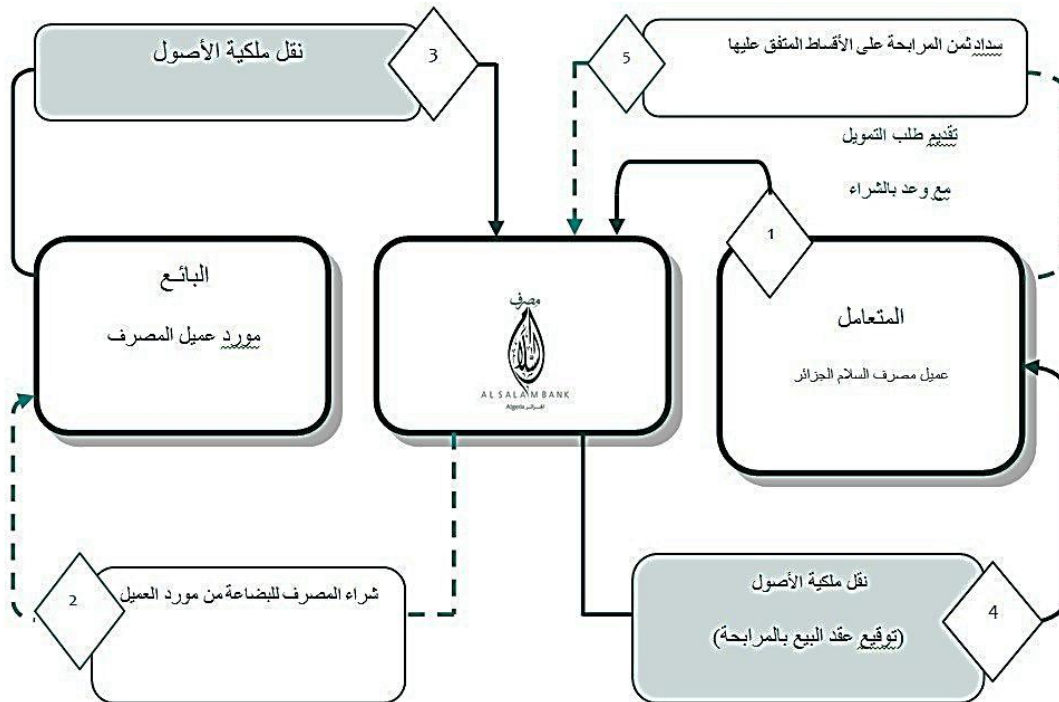 نقل ملكية الأصول
3
سداد ثمن المرابحة على الأقساط المتفق عليها
5
تقديم طلب التمويل
مع وعد بالشراء
1
البائع
مورد عميل المصرف
مصرف
السلام
AL SALAM BANK
Algeria الجزائر
المتعامل
عميل مصرف السلام الجزائر
2
شراء المصرف للبضاعة من مورد العميل
نقل ملكية الأصول
(توقيع عقد البيع بالمرابحة)
4